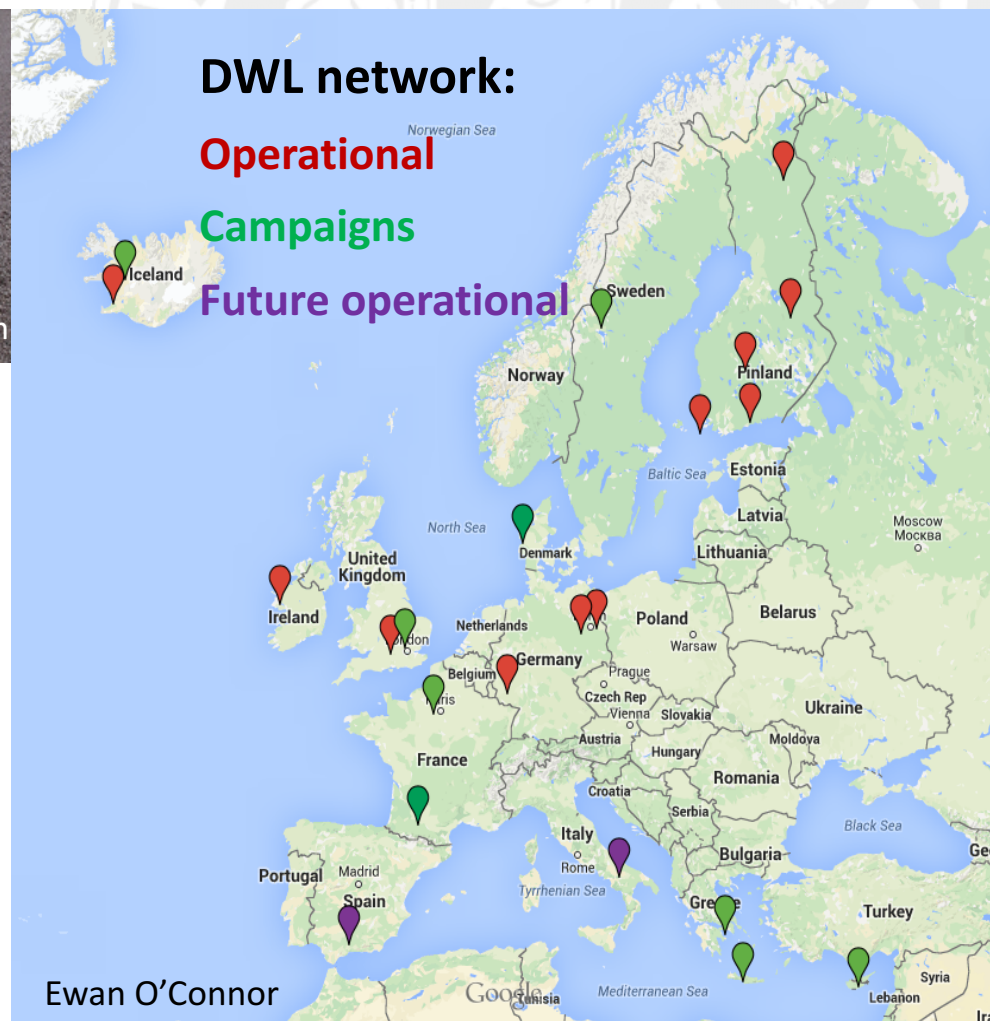 DWL network:
Norwegian Sea
Operational
Campaigns
Iceland
Future operational
Sweden
n
Norway
Finland
Baltic Sea
Estonia
Latvia
North Sea
Moscow
Москва
Denmark
Lithuania
United
Kingdom
Ireland
Netherlands
Poland
Belarus
London
Warsaw
Belgium
Germany
Prague
Czech Rep
Paris
Vienna
Slovakia
Ukraine
Austria
Moldova
Hungary
France
Romania
Croatia
Serbia
Black Sea
Italy
Bulgaria
Rome
Ge
Portugal
Madrid
Tyrrhenian Sea
Spain
Greece
Turkey
Syria
Ewan O’Connor
Google
Tunisia
Mediterranean Sea
Lebanon
Ira